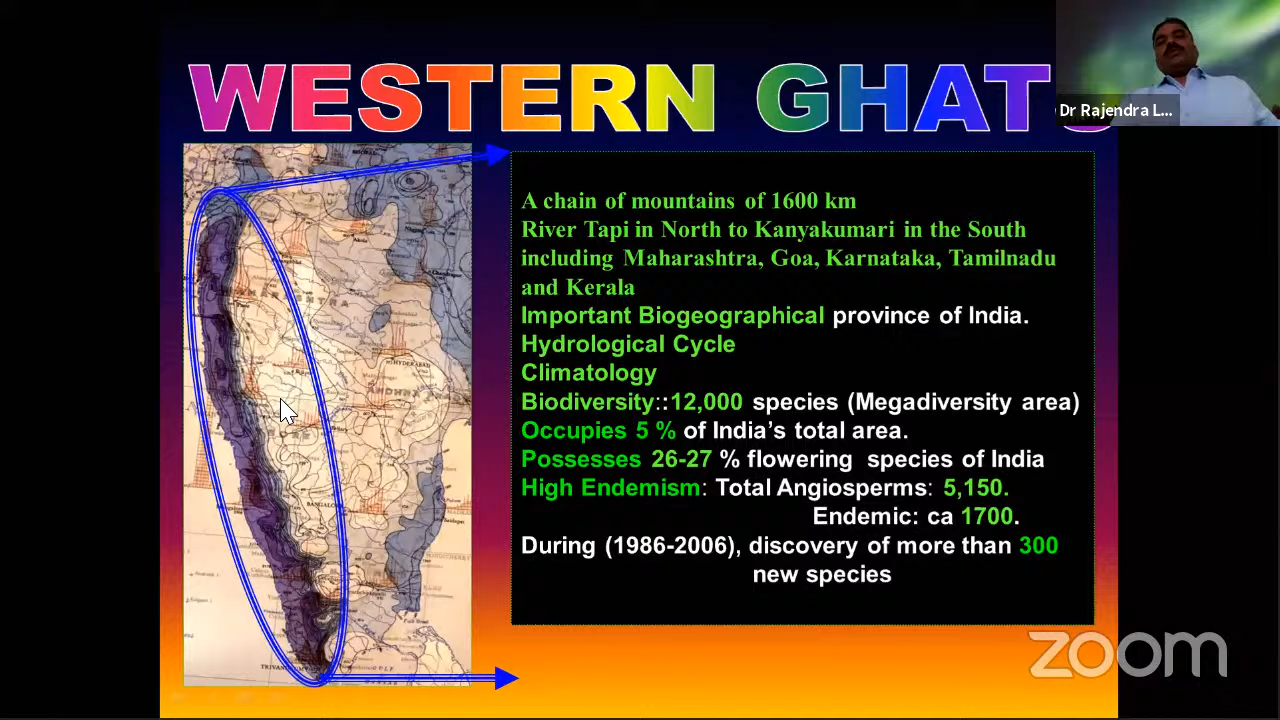 WESTERN GHATS
Dr Rajendra L...
A chain of mountains of 1600 km
River Tapi in North to Kanyakumari in the South
including Maharashtra, Goa, Karnataka, Tamilnadu
and Kerala
Important Biogeographical province of India.
Hydrological Cycle
Climatology
Biodiversity::12,000 species (Megadiversity area)
Occupies 5 % of India’s total area.
Possesses 26-27 % flowering species of India
High Endemism: Total Angiosperms: 5,150.
Endemic: ca 1700.
During (1986-2006), discovery of more than 300
new species
HYDERABAD
BANGALORE
zoom